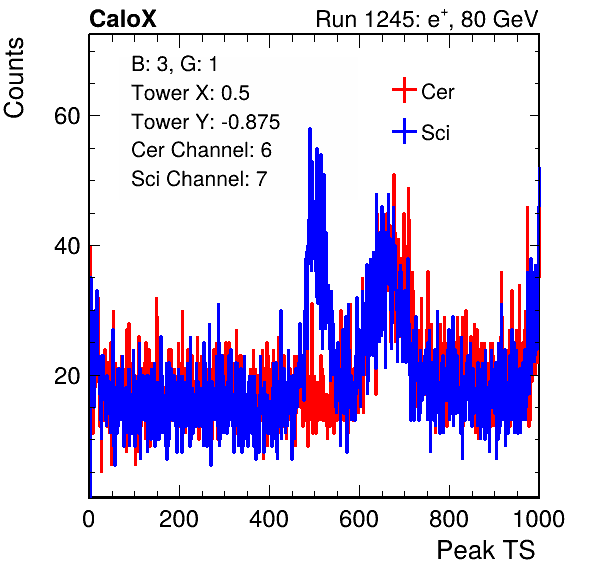 CaloX Run 1245: e⁺, 80 GeV
Counts
B: 3, G: 1
Tower X: 0.5
Tower Y: -0.875
Cer Channel: 6
Sci Channel: 7
Cer
Sci
60
40
20
0 200 400 600 800 1000
Peak TS